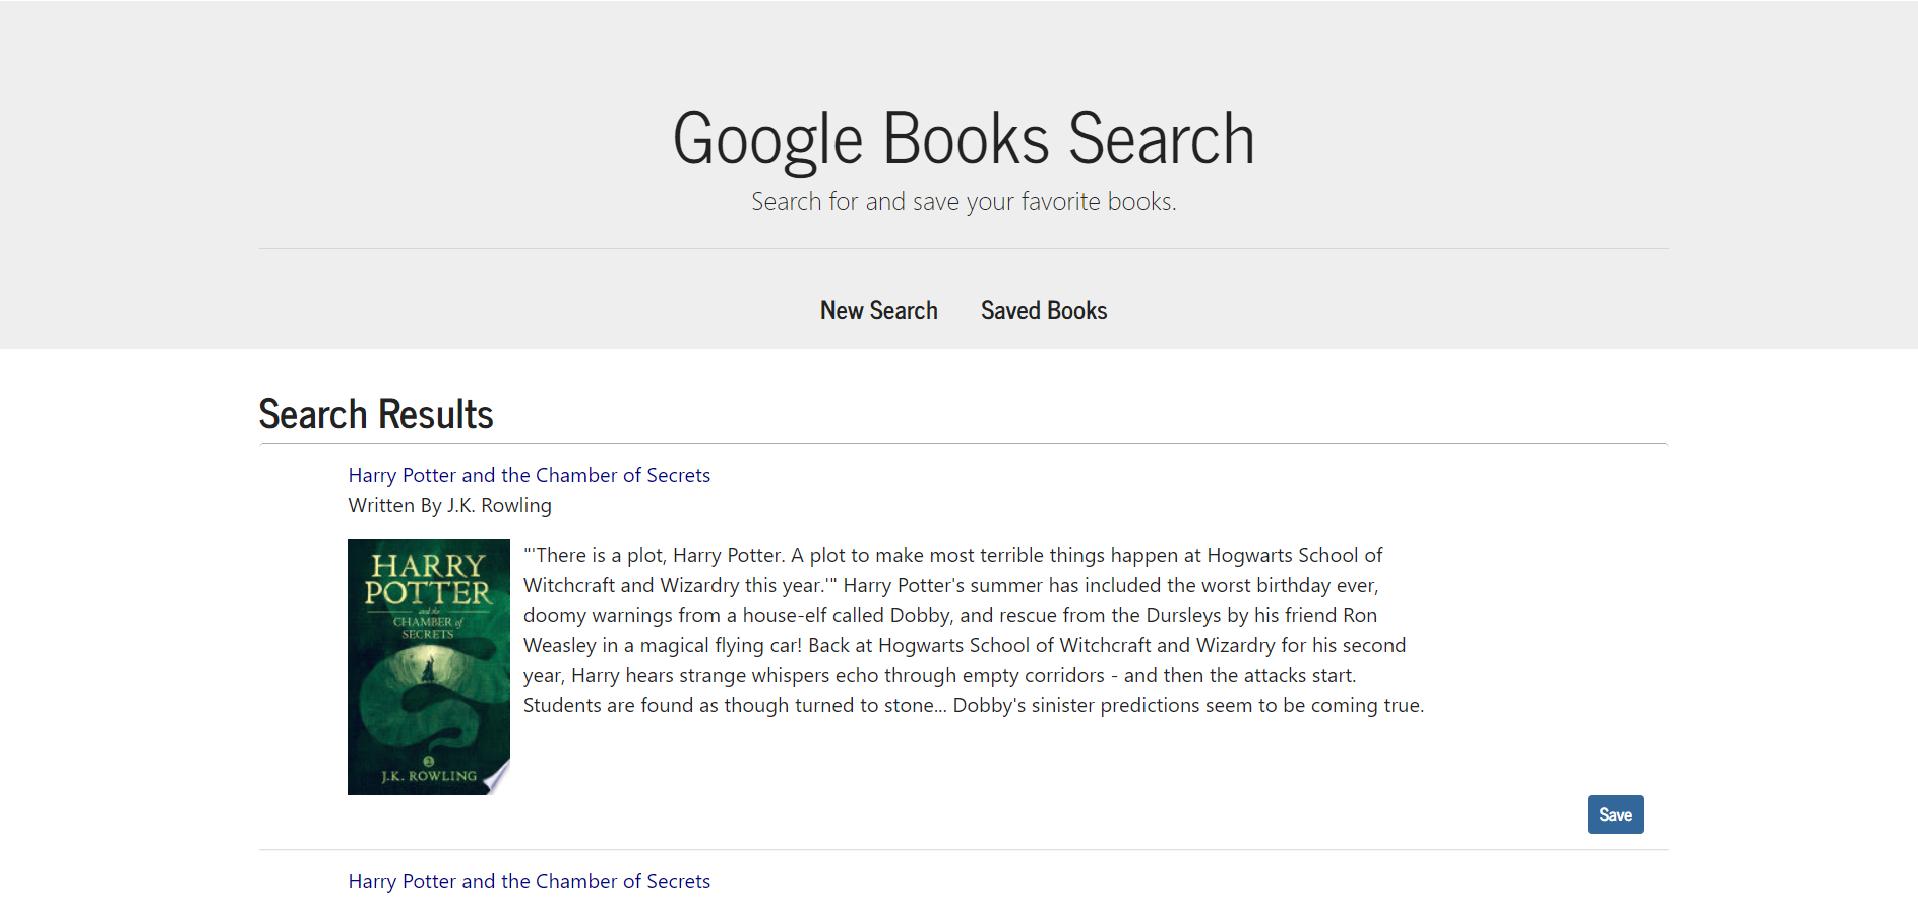 Google Books Search
Search for and save your favorite books.
New Search Saved Books
Search Results
Harry Potter and the Chamber of Secrets
Written By J.K. Rowling
HARRY
POTTER
and the
CHAMBER of
SECRETS
2
J.K. ROWLING
"'There is a plot, Harry Potter. A plot to make most terrible things happen at Hogwarts School of
Witchcraft and Wizardry this year.'" Harry Potter's summer has included the worst birthday ever,
doomy warnings from a house-elf called Dobby, and rescue from the Dursleys by his friend Ron
Weasley in a magical flying car! Back at Hogwarts School of Witchcraft and Wizardry for his second
year, Harry hears strange whispers echo through empty corridors - and then the attacks start.
Students are found as though turned to stone... Dobby's sinister predictions seem to be coming true.
Save
Harry Potter and the Chamber of Secrets